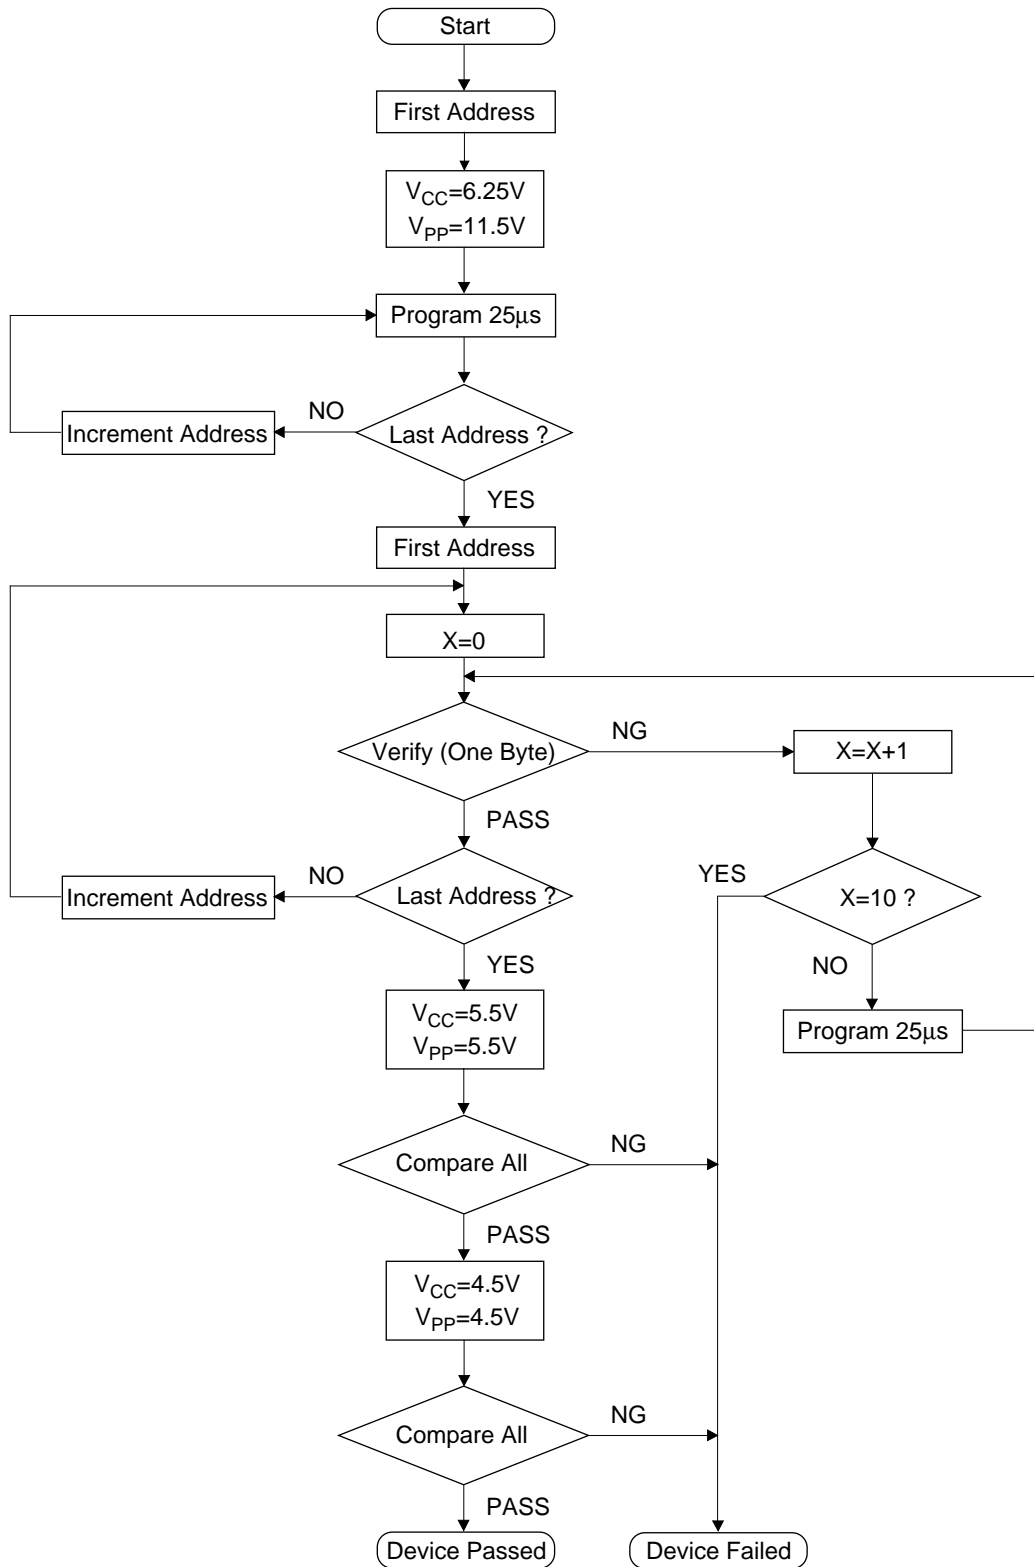 Start
First Address
VCC=6.25V
VPP=11.5V
Program 25μs
NO
Increment Address
Last Address ?
YES
First Address
X=0
Verify (One Byte)
NG
X=X+1
PASS
NO
Increment Address
Last Address ?
YES
X=10 ?
YES
NO
VCC=5.5V
VPP=5.5V
Program 25μs
Compare All
NG
PASS
VCC=4.5V
VPP=4.5V
Compare All
NG
PASS
Device Passed
Device Failed